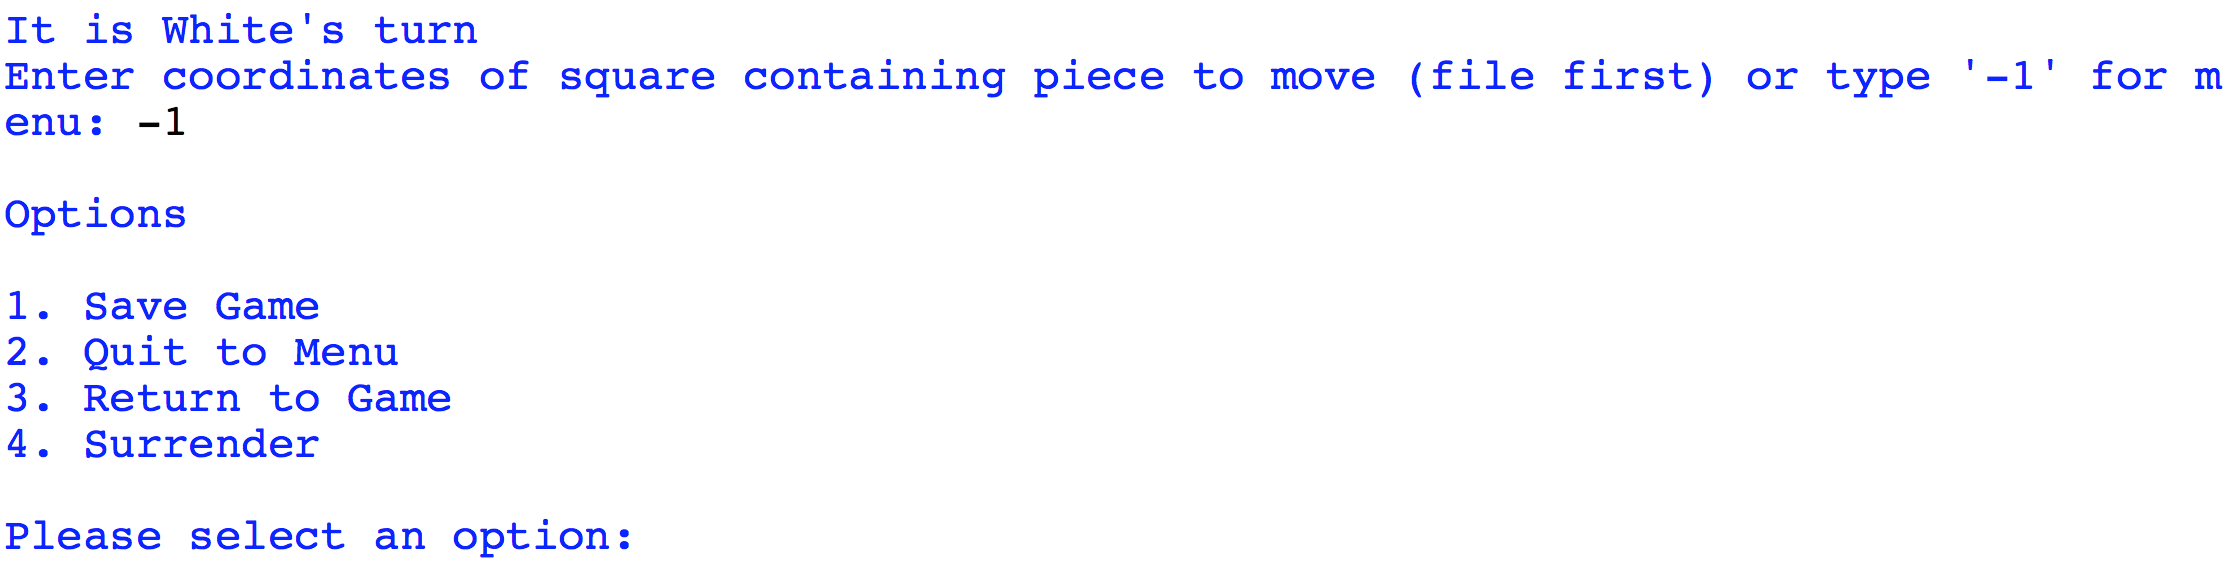 It is White's turn
Enter coordinates of square containing piece to move (file first) or type '-1' for m
enu: -1
Options
1. Save Game
2. Quit to Menu
3. Return to Game
4. Surrender
Please select an option: